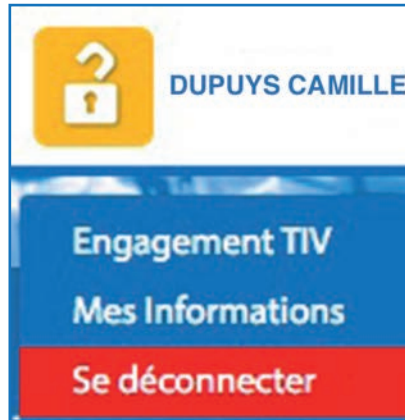 DUPUYS CAMILLE
Engagement TIV
Mes Informations
Se déconnecter